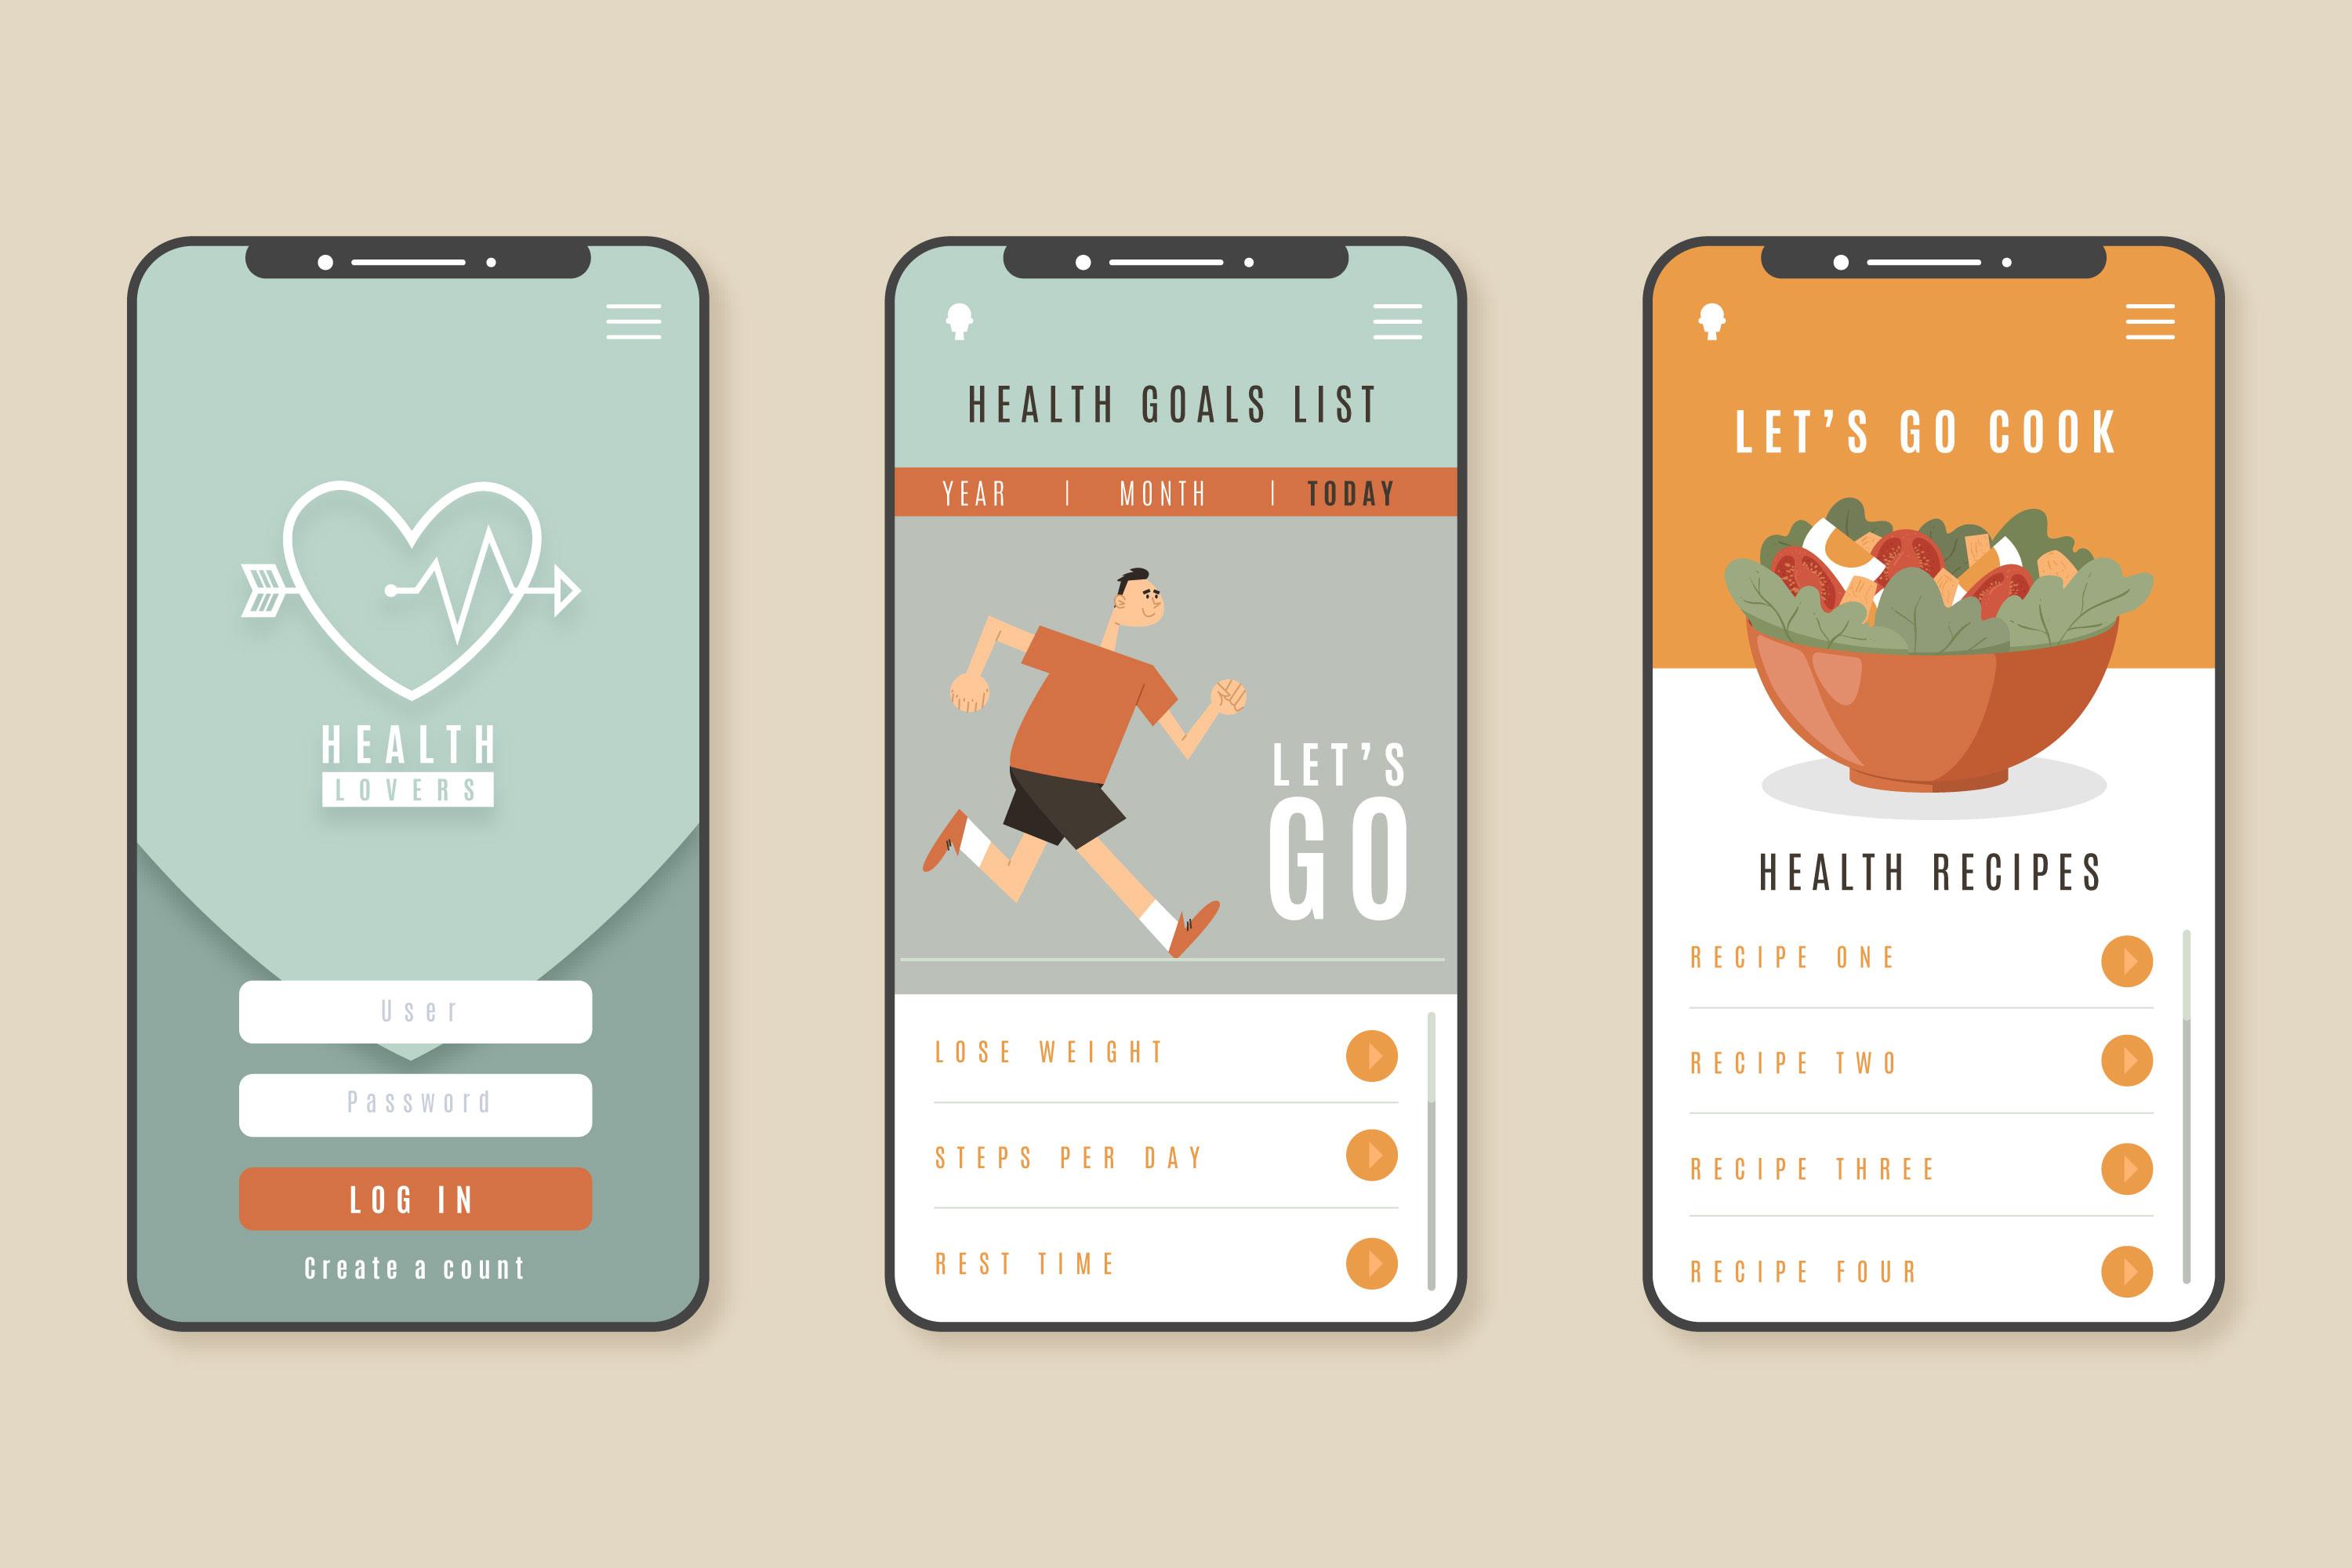 HEALTH
LOVERS
User
Password
LOG IN
Create a count
HEALTH GOALS LIST
YEAR | MONTH | TODAY
LET'S
GO
LOSE WEIGHT
STEPS PER DAY
REST TIME
LET'S GO COOK
HEALTH RECIPES
RECIPE ONE
RECIPE TWO
RECIPE THREE
RECIPE FOUR